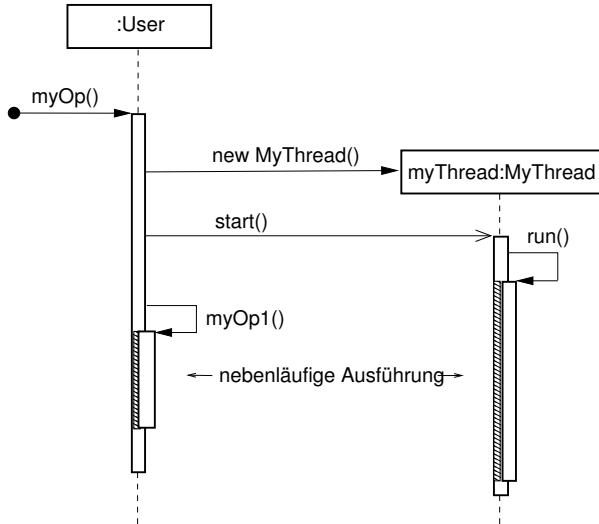 :User
myOp()
new MyThread()
myThread:MyThread
start()
run()
myOp1()
nebenläufige Ausführung